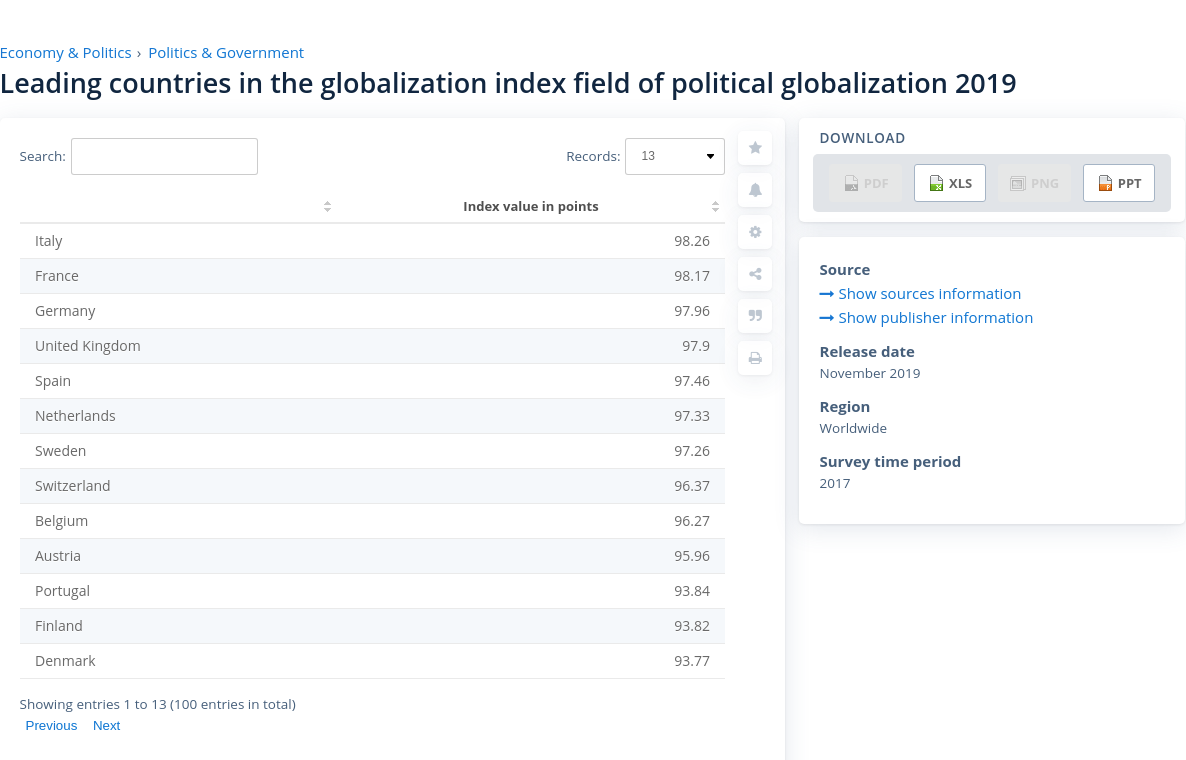 Economy & Politics › Politics & Government
Leading countries in the globalization index field of political globalization 2019
Search:
Records: 13
Index value in points
Italy 98.26
France 98.17
Germany 97.96
United Kingdom 97.9
Spain 97.46
Netherlands 97.33
Sweden 97.26
Switzerland 96.37
Belgium 96.27
Austria 95.96
Portugal 93.84
Finland 93.82
Denmark 93.77
Showing entries 1 to 13 (100 entries in total)
Previous Next
DOWNLOAD
PDF XLS PNG PPT
Source
Show sources information
Show publisher information
Release date
November 2019
Region
Worldwide
Survey time period
2017